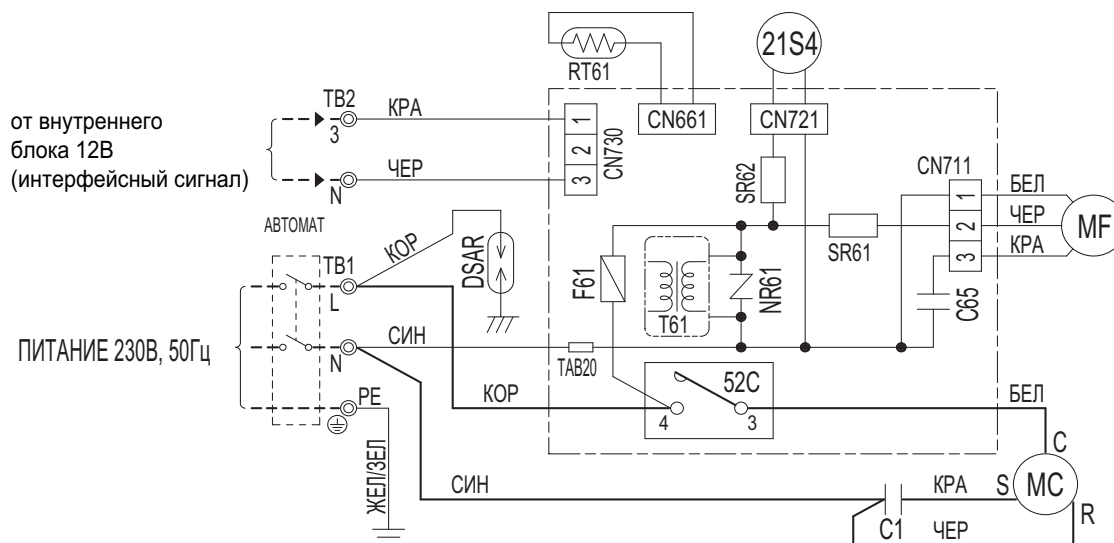 21S4
RT61
TB2
КРА
3
от внутреннего
блока 12В
(интерфейсный сигнал)
ЧЕР
N
CN661
CN721
1
2
3
CN730
SR62
CN711
1
2
3
БЕЛ
ЧЕР
КРА
MF
АВТОМАТ
КОР
DSAR
TB1
L
F61
T61
NR61
SR61
C65
ПИТАНИЕ 230В, 50Гц
СИН
N
TAB20
PE
КОР
52C
4
3
БЕЛ
C
ЖЕЛ/ЗЕЛ
СИН
КРА
S
MC
R
C1
ЧЕР